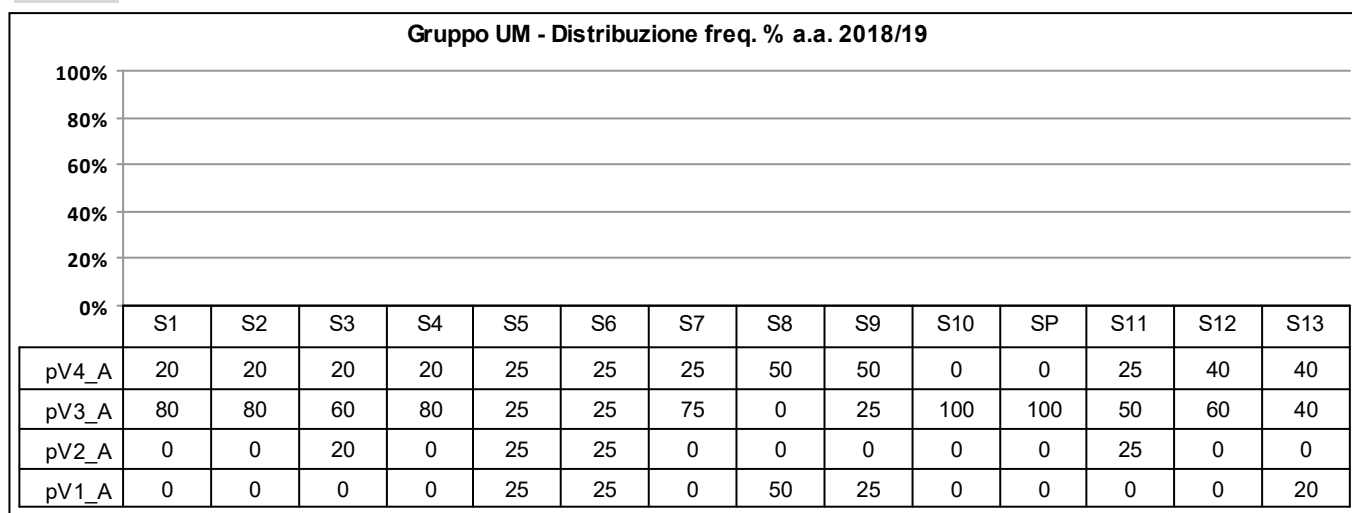 Gruppo UM - Distribuzione freq. % a.a. 2018/19
100%
80%
60%
40%
20%
0%
S1 S2 S3 S4 S5 S6 S7 S8 S9 S10 SP S11 S12 S13
pV4_A 20 20 20 20 25 25 25 50 50 0 0 25 40 40
pV3_A 80 80 60 80 25 25 75 0 25 100 100 50 60 40
pV2_A 0 0 20 0 25 25 0 0 0 0 0 25 0 0
pV1_A 0 0 0 0 25 25 0 50 25 0 0 0 0 20